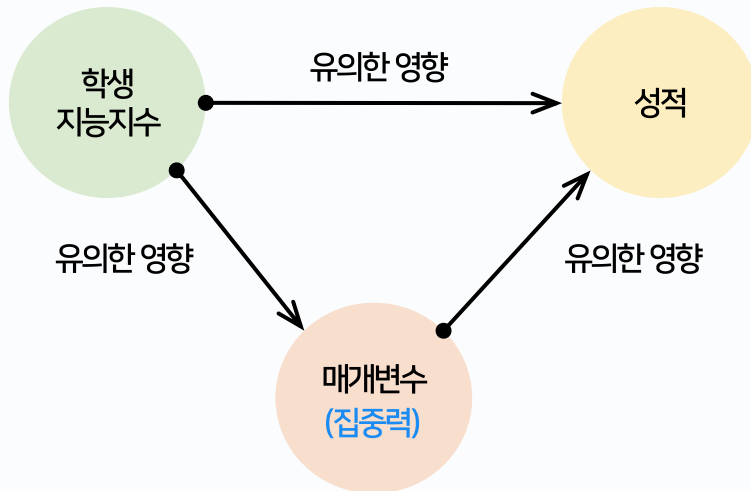 학생
지능지수
유의한 영향
성적
유의한 영향
유의한 영향
매개변수
(집중력)